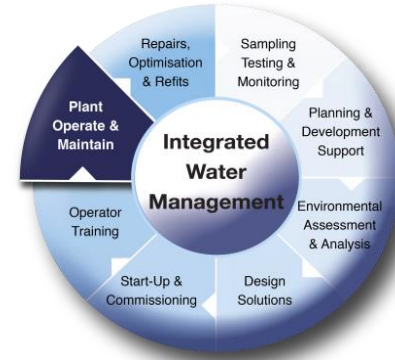 Repairs,
Optimisation
& Refits
Sampling
Testing &
Monitoring
Planning &
Development
Support
Environmental
Assessment
& Analysis
Design
Solutions
Start-Up &
Commissioning
Operator
Training
Plant
Operate &
Maintain
Integrated
Water
Management